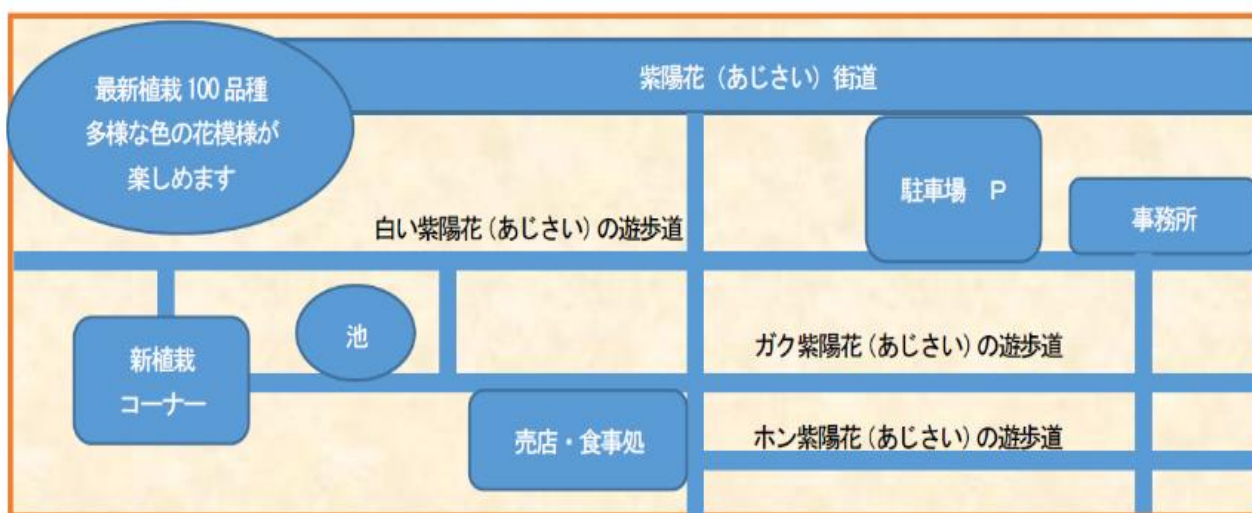 紫陽花（あじさい）街道
最新植栽100品種
多様な色の花模様が
楽しめます
駐車場　P
事務所
白い紫陽花（あじさい）の遊歩道
池
ガク紫陽花（あじさい）の遊歩道
新植栽
コーナー
売店・食事処
ホン紫陽花（あじさい）の遊歩道